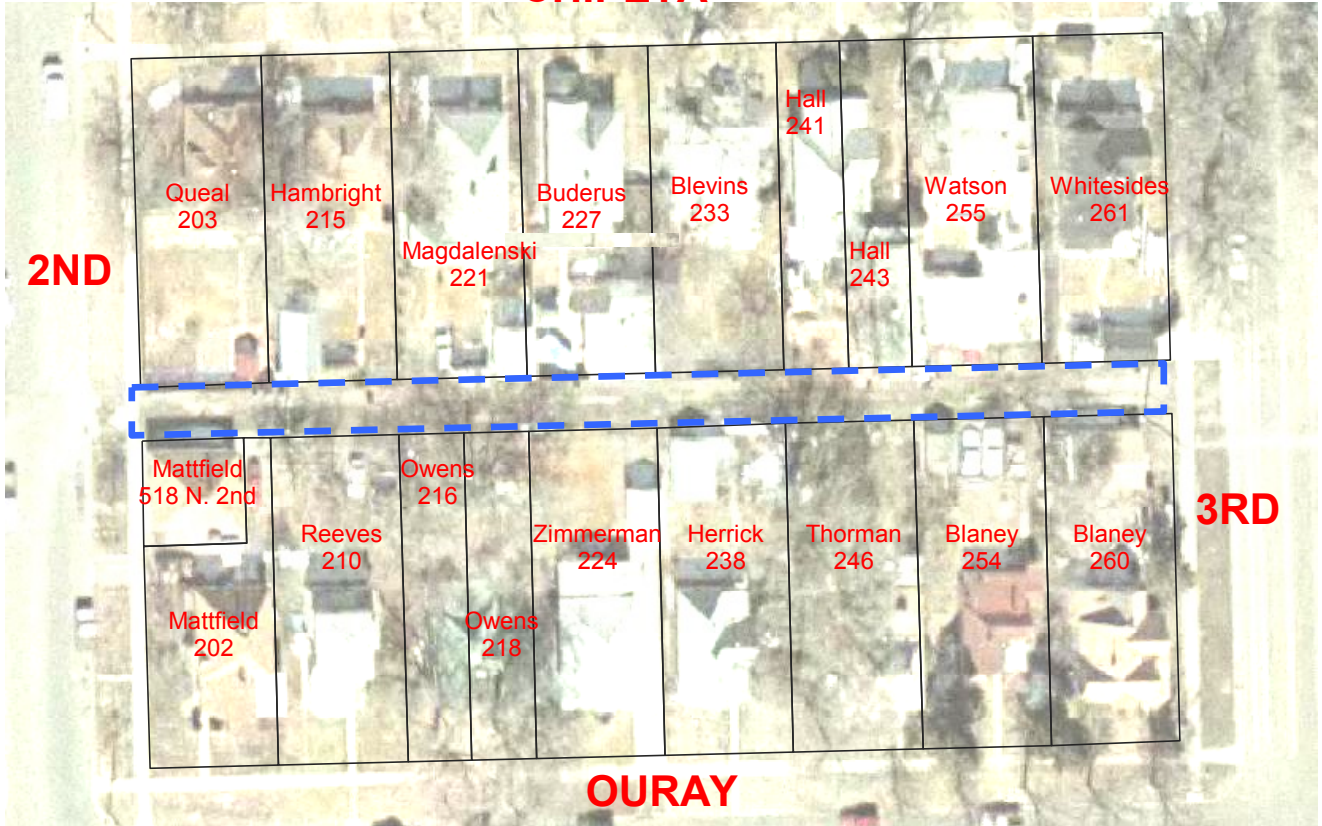 Hall
241
Queal
203
Hambright
215
Buderus
227
Blevins
233
Watson
255
Whitesides
261
Magdalenski
221
Hall
243
2ND
Mattfield
518 N. 2nd
Owens
216
3RD
Reeves
210
Zimmerman
224
Herrick
238
Thorman
246
Blaney
254
Blaney
260
Mattfield
202
Owens
218
OURAY